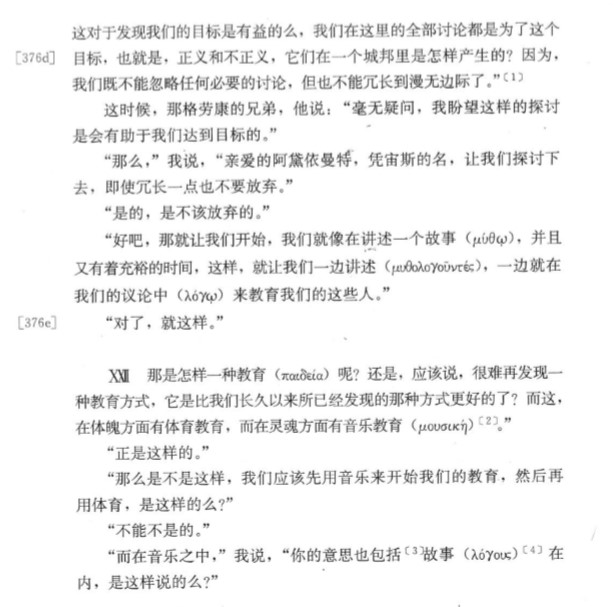 这对于发现我们的目标是有益的么，我们在这里的全部讨论都是为了这个
[376d] 目标，也就是，正义和不正义，它们在一个城邦里是怎样产生的？因为，
我们既不能忽略任何必要的讨论，但也不能冗长到漫无边际了。”〔1〕
这时候，那格劳康的兄弟，他说：“毫无疑问，我盼望这样的探讨
是会有助于我们达到目标的。”
“那么，”我说，“亲爱的阿黛依曼特，凭宙斯的名，让我们探讨下
去，即使冗长一点也不要放弃。”
“是的，是不该放弃的。”
“好吧，那就让我们开始，我们就像在讲述一个故事（μύθῳ），并且
又有着充裕的时间，这样，就让我们一边讲述（μυθολογοῦντές），一边就在
我们的议论中（λόγῳ）来教育我们的这些人。”
[376e] “对了，就这样。”
XⅦ 那是怎样一种教育（παιδεία）呢？还是，应该说，很难再发现一
种教育方式，它是比我们长久以来所已经发现的那种方式更好的了？而这，
在体魄方面有体育教育，而在灵魂方面有音乐教育（μουσική）〔2〕。”
“正是这样的。”
“那么是不是这样，我们应该先用音乐来开始我们的教育，然后再
用体育，是这样的么？”
“不能不是的。”
“而在音乐之中，”我说，“你的意思也包括〔3〕故事（λόγους）〔4〕在
内，是这样说的么？”